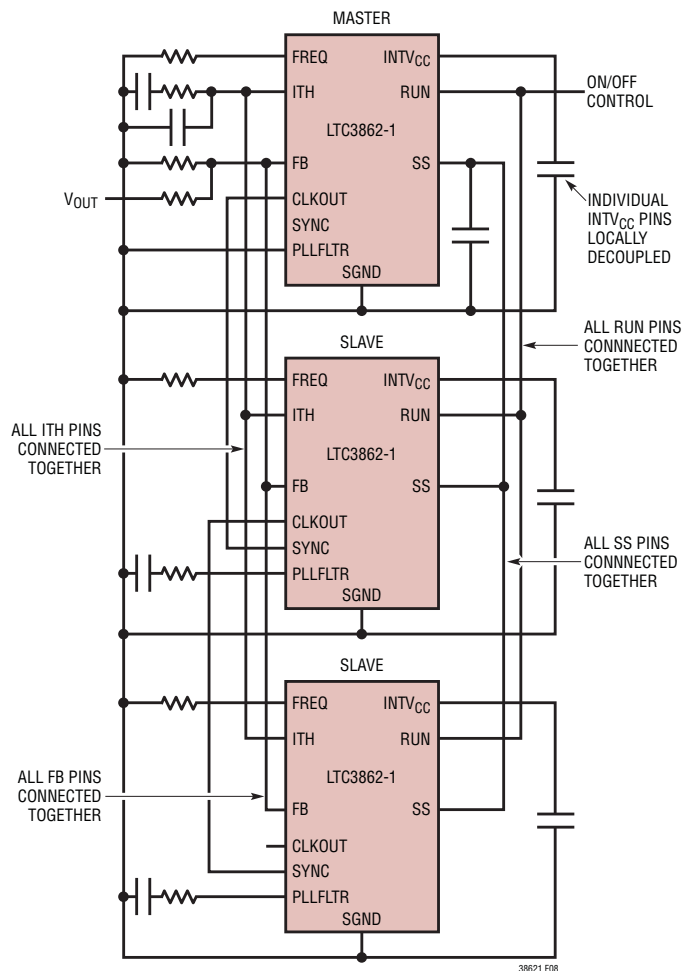 MASTER
FREQ
INTVCC
ITH
RUN
ON/OFF
CONTROL
LTC3862-1
FB
SS
VOUT
CLKOUT
SYNC
PLLFLTR
SGND
INDIVIDUAL
INTVCC PINS
LOCALLY
DECOUPLED
ALL RUN PINS
CONNNECTED
TOGETHER
SLAVE
FREQ
INTVCC
ITH
RUN
ALL ITH PINS
CONNECTED
TOGETHER
LTC3862-1
FB
SS
CLKOUT
SYNC
PLLFLTR
SGND
ALL SS PINS
CONNNECTED
TOGETHER
SLAVE
FREQ
INTVCC
ITH
RUN
ALL FB PINS
CONNECTED
TOGETHER
LTC3862-1
FB
SS
CLKOUT
SYNC
PLLFLTR
SGND
38621 F08